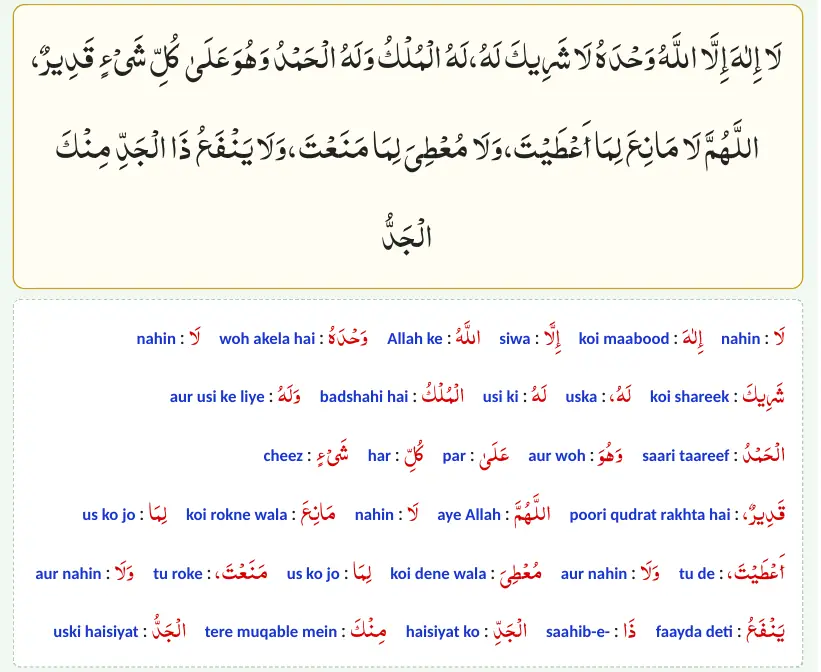 لَا إِلٰهَ إِلَّا اللَّهُ وَحْدَهُ لَا شَرِيكَ لَهُ، لَهُ الْمُلْكُ وَلَهُ الْحَمْدُ وَهُوَ عَلَىٰ كُلِّ شَيْءٍ قَدِيرٌ،
اللَّهُمَّ لَا مَانِعَ لِمَا أَعْطَيْتَ، وَلَا مُعْطِيَ لِمَا مَنَعْتَ، وَلَا يَنْفَعُ ذَا الْجَدِّ مِنْكَ
الْجَدُّ
لَا : nahin إِلٰهَ : koi maabood إِلَّا : siwa اللَّهُ : Allah ke وَحْدَهُ : woh akela hai لَا : nahin
شَرِيكَ : koi shareek لَهُ، : uska لَهُ : usi ki الْمُلْكُ : badshahi hai وَلَهُ : aur usi ke liye
الْحَمْدُ : saari taareef وَهُوَ : aur woh عَلَىٰ : par كُلِّ : har شَيْءٍ : cheez
قَدِيرٌ، : poori qudrat rakhta hai اللَّهُمَّ : aye Allah لَا : nahin مَانِعَ : koi rokne wala لِمَا : us ko jo
أَعْطَيْتَ، : tu de وَلَا : aur nahin مُعْطِيَ : koi dene wala لِمَا : us ko jo مَنَعْتَ، : tu roke وَلَا : aur nahin
يَنْفَعُ : faayda deti ذَا : saahib-e- الْجَدِّ : haisiyat ko مِنْكَ : tere muqable mein الْجَدُّ : uski haisiyat